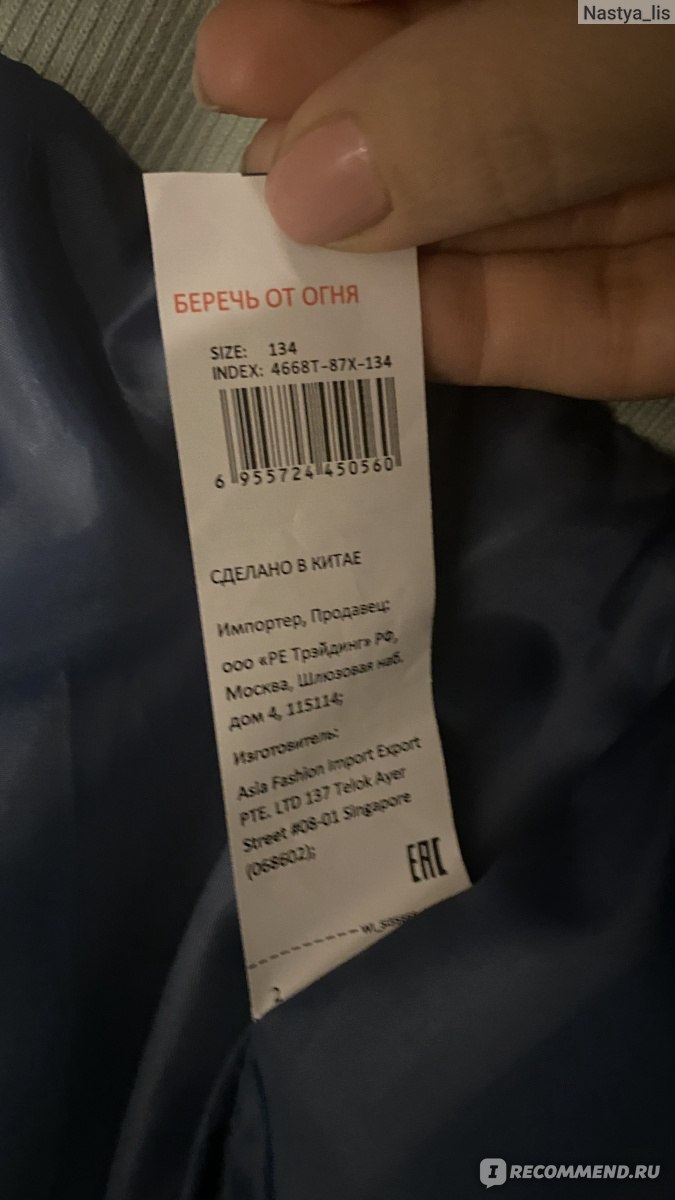 Nastya_lis
БЕРЕЧЬ ОТ ОГНЯ
SIZE: 134
INDEX: 4668T-87X-134
6 955724 450560
СДЕЛАНО В КИТАЕ
Импортер, Продавец:
ооо «РЕ Трэйдинг» РФ,
Москва, Шлюзовая наб.
дом 4, 115114;
Изготовитель:
Asia Fashion Import Export
PTE. LTD 137 Telok Ayer
Street #08-01 Singapore
(068602);
EAC
2
IRECOMMEND.RU